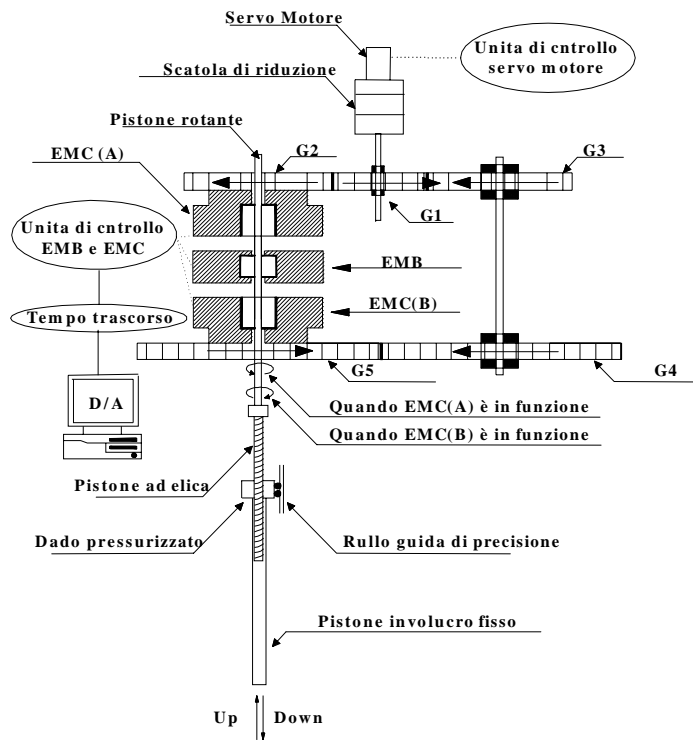 Servo Motore
Unita di cntrollo
servo motore
Scatola di riduzione
Pistone rotante
EMC (A)
G2
G3
G1
Unita di cntrollo
EMB e EMC
EMB
EMC(B)
Tempo trascorso
G5
G4
D/A
Quando EMC(A) è in funzione
Quando EMC(B) è in funzione
Pistone ad elica
Dado pressurizzato
Rullo guida di precisione
Pistone involucro fisso
Up
Down